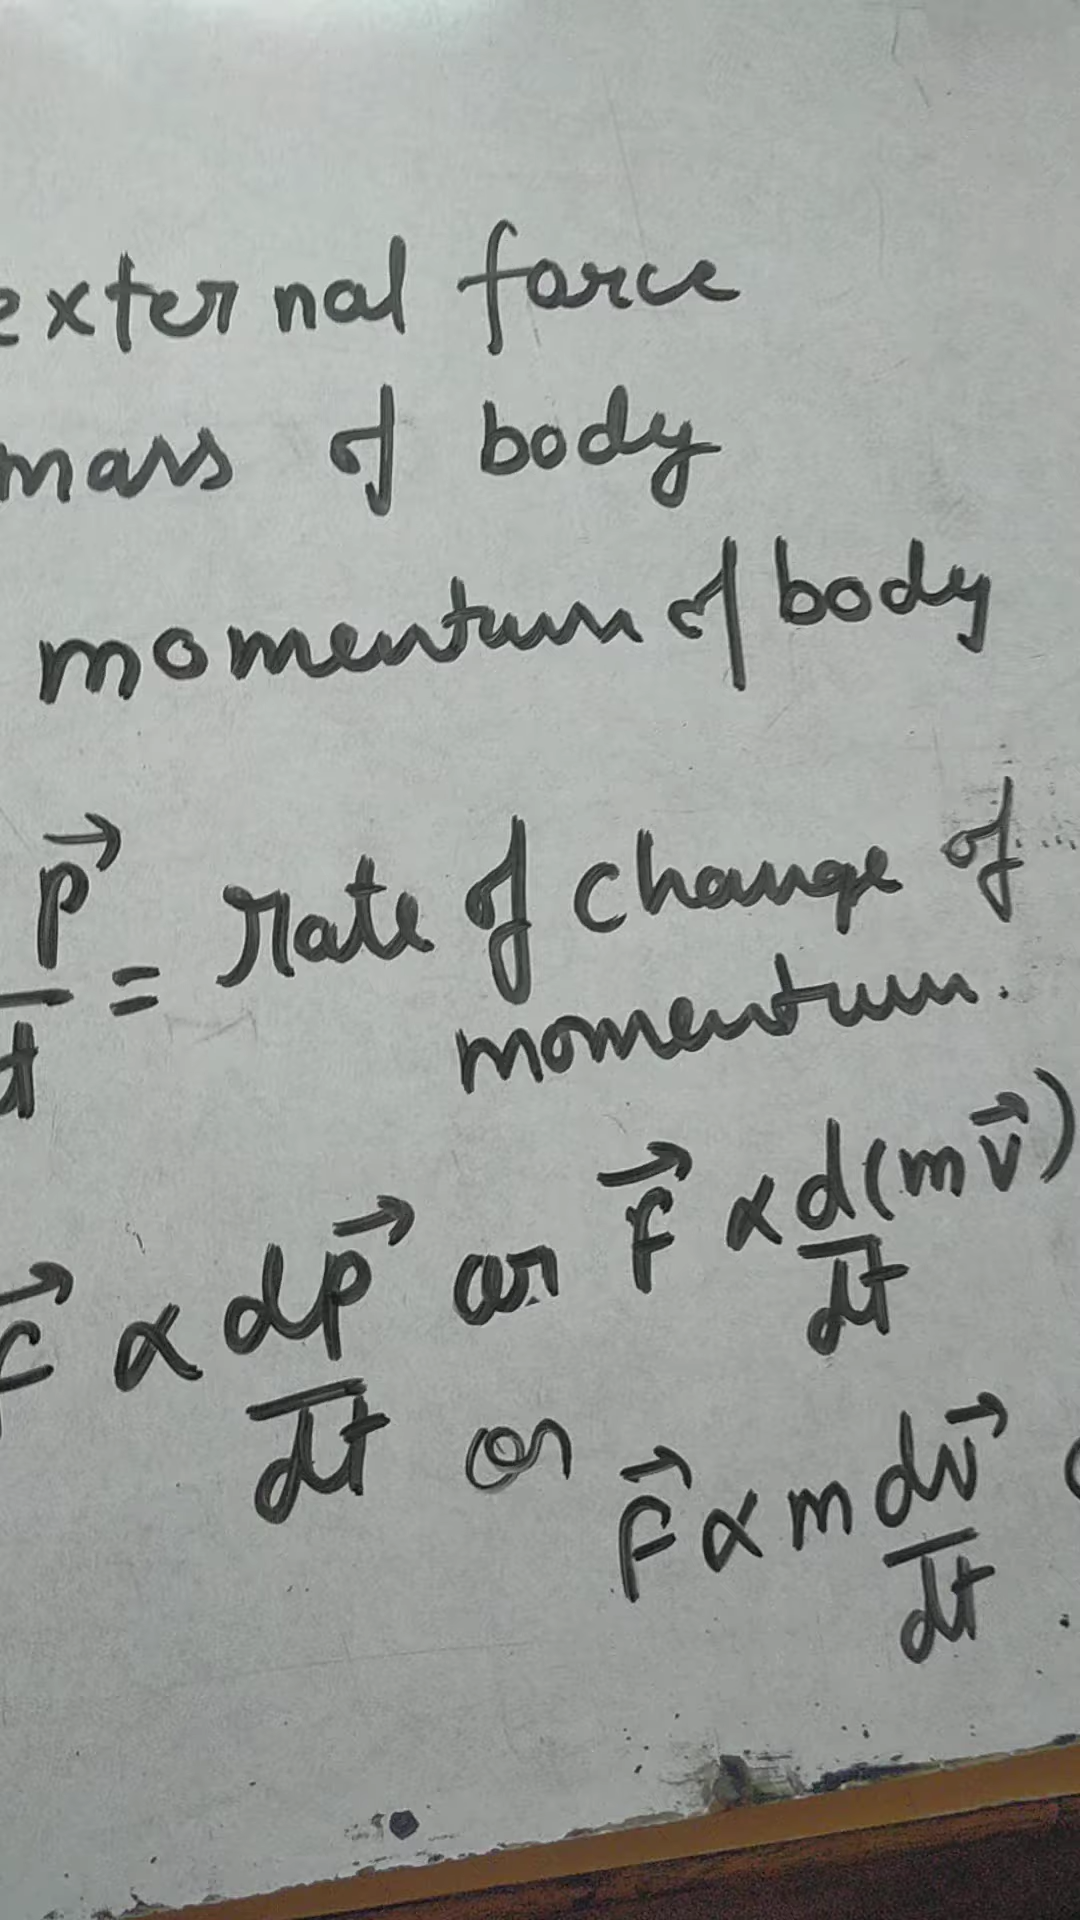 external force
mass of body
momentum of body
p⃗ = rate of change of
momentum.
F⃗ ∝ dp⃗/dt or F⃗ ∝ d(mv⃗)/dt
or F⃗ ∝ m dv⃗/dt